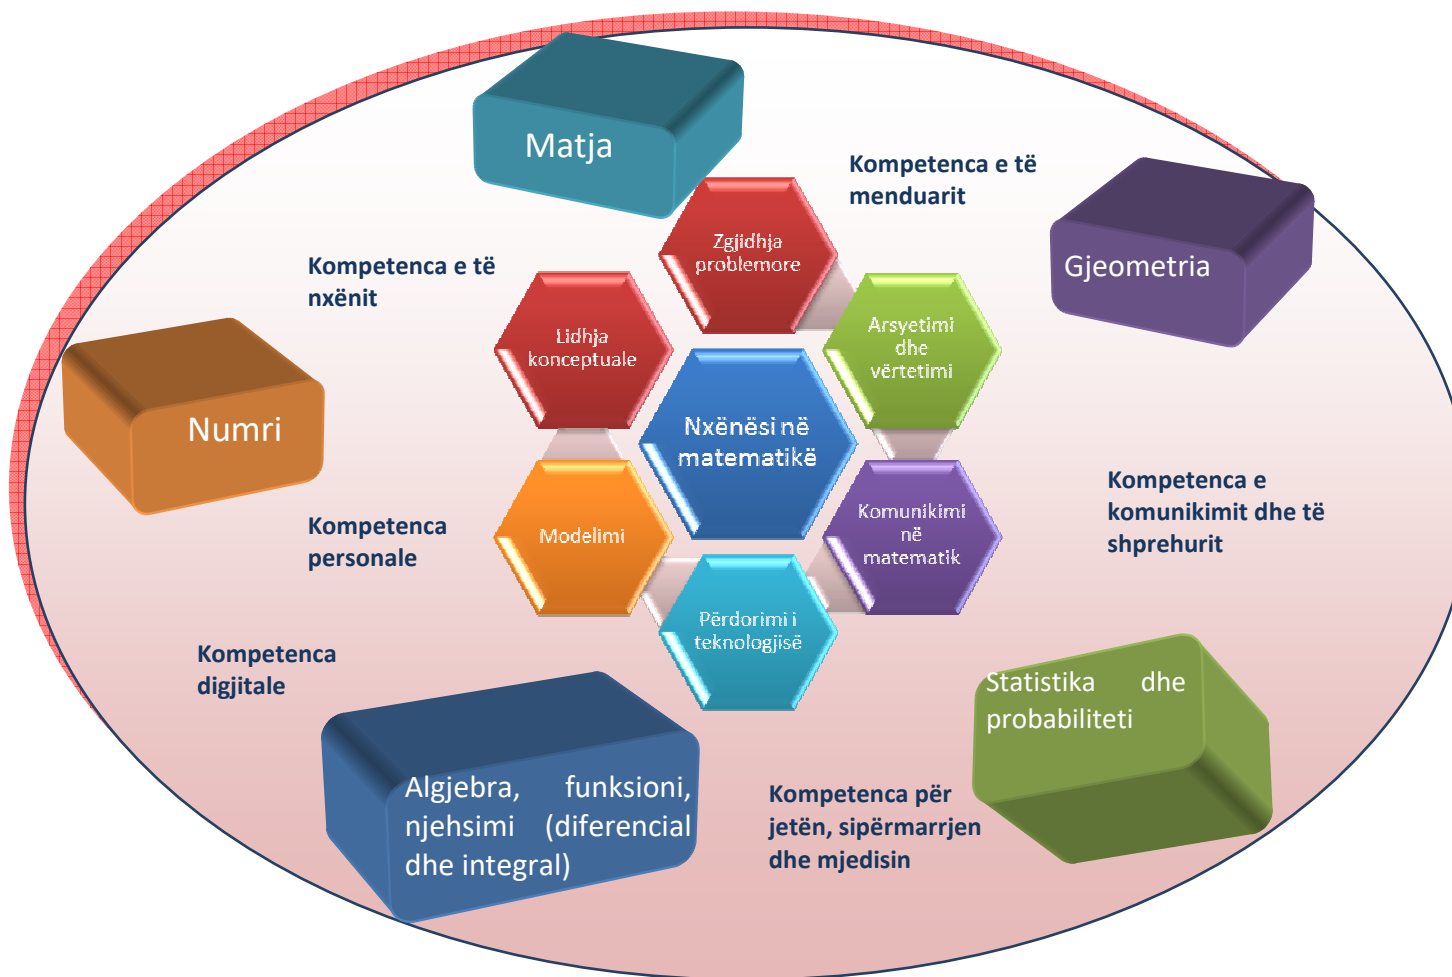 Matja
Kompetenca e të
menduarit
Zgjidhja
problemore
Gjeometria
Kompetenca e të
nxënit
Arsyetimi
dhe
vërtetimi
Lidhja
konceptuale
Numri
Nxënësi në
matematikë
Kompetenca e
komunikimit dhe të
shprehurit
Kompetenca
personale
Modelimi
Komunikimi
në
matematik
Përdorimi i
teknologjisë
Kompetenca
digjitale
Statistika dhe
probabiliteti
Algjebra, funksioni,
njehsimi (diferencial
dhe integral)
Kompetenca për
jetën, sipërmarrjen
dhe mjedisin